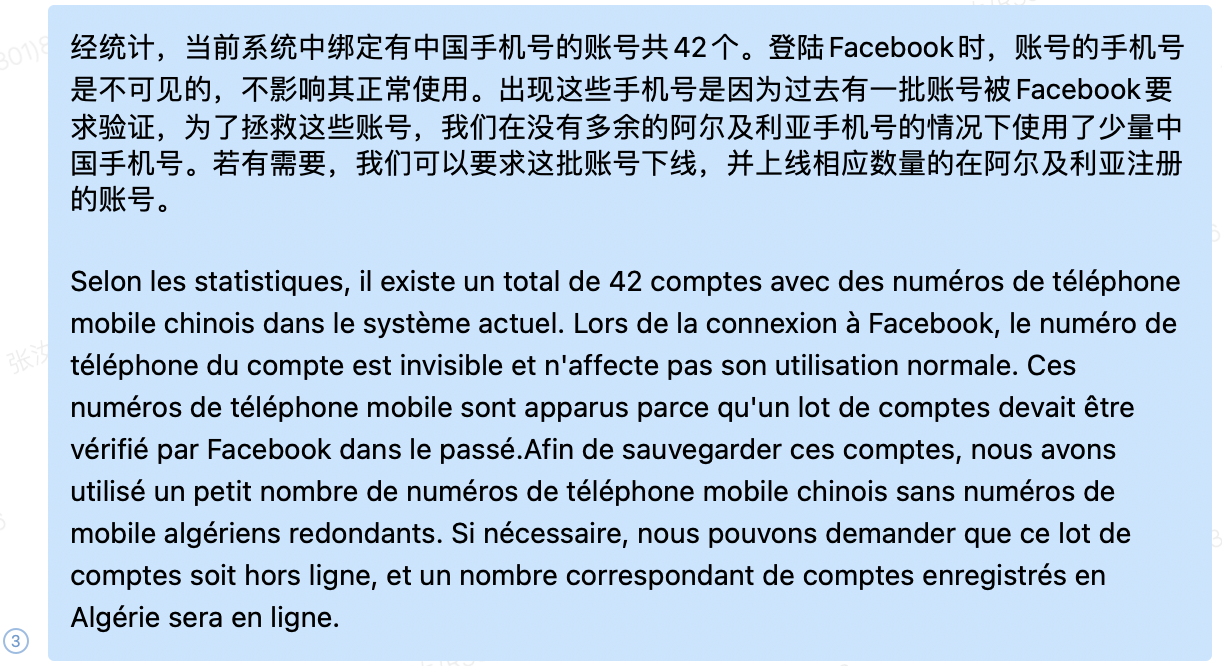 经统计，当前系统中绑定有中国手机号的账号共42个。登陆Facebook时，账号的手机号
是不可见的，不影响其正常使用。出现这些手机号是因为过去有一批账号被Facebook要
求验证，为了拯救这些账号，我们在没有多余的阿尔及利亚手机号的情况下使用了少量中
国手机号。若有需要，我们可以要求这批账号下线，并上线相应数量的在阿尔及利亚注册
的账号。
Selon les statistiques, il existe un total de 42 comptes avec des numéros de téléphone
mobile chinois dans le système actuel. Lors de la connexion à Facebook, le numéro de
téléphone du compte est invisible et n'affecte pas son utilisation normale. Ces
numéros de téléphone mobile sont apparus parce qu'un lot de comptes devait être
vérifié par Facebook dans le passé.Afin de sauvegarder ces comptes, nous avons
utilisé un petit nombre de numéros de téléphone mobile chinois sans numéros de
mobile algériens redondants. Si nécessaire, nous pouvons demander que ce lot de
comptes soit hors ligne, et un nombre correspondant de comptes enregistrés en
Algérie sera en ligne.
3